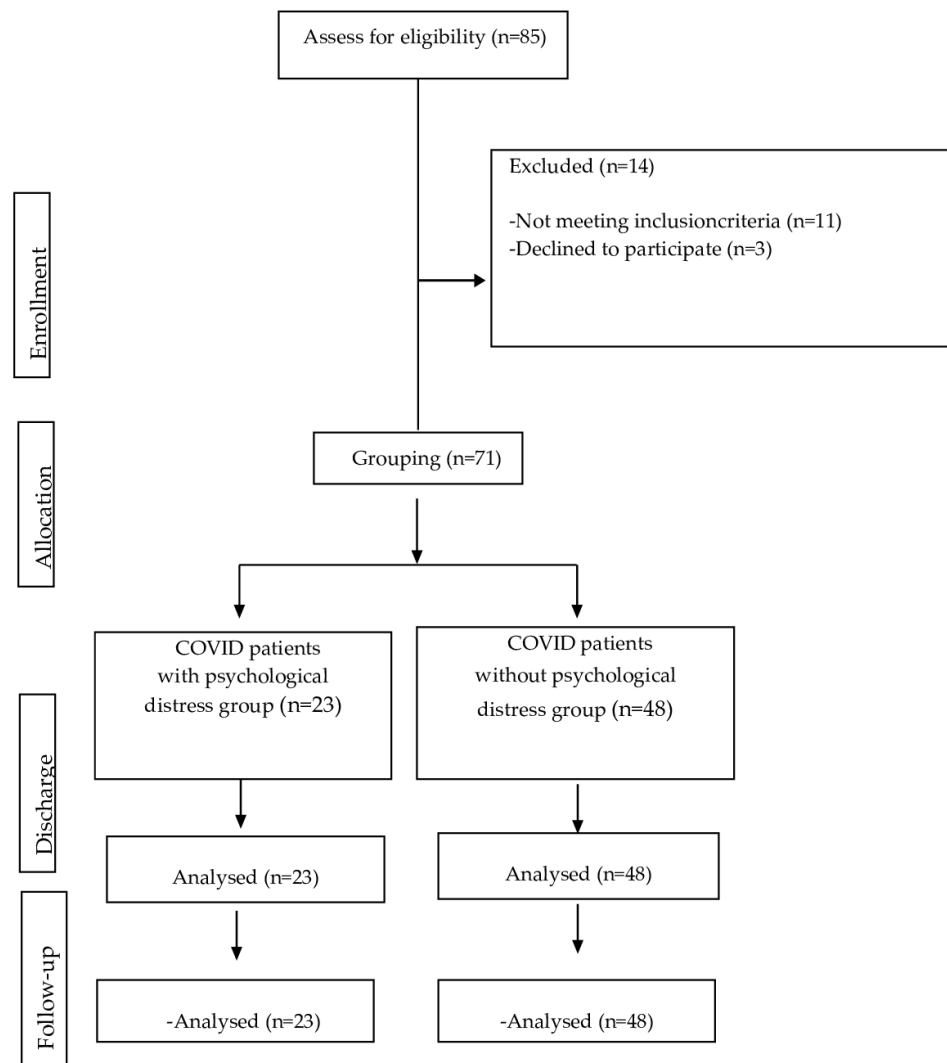 Assess for eligibility (n=85)
Excluded (n=14)
-Not meeting inclusioncriteria (n=11)
-Declined to participate (n=3)
Enrollment
Grouping (n=71)
Allocation
COVID patients
with psychological
distress group (n=23)
COVID patients
without psychological
distress group (n=48)
Discharge
Analysed (n=23)
Analysed (n=48)
Follow-up
-Analysed (n=23)
-Analysed (n=48)